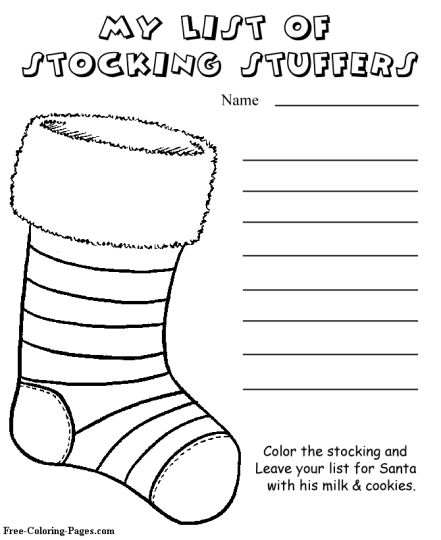 MY LIST OF
STOCKING STUFFERS
Name
Color the stocking and
Leave your list for Santa
with his milk & cookies.
Free-Coloring-Pages.com